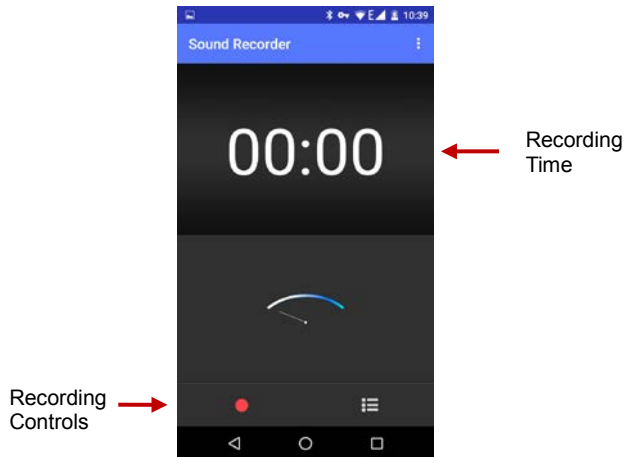 E 10:39
Sound Recorder
00:00
Recording
Time
Recording
Controls